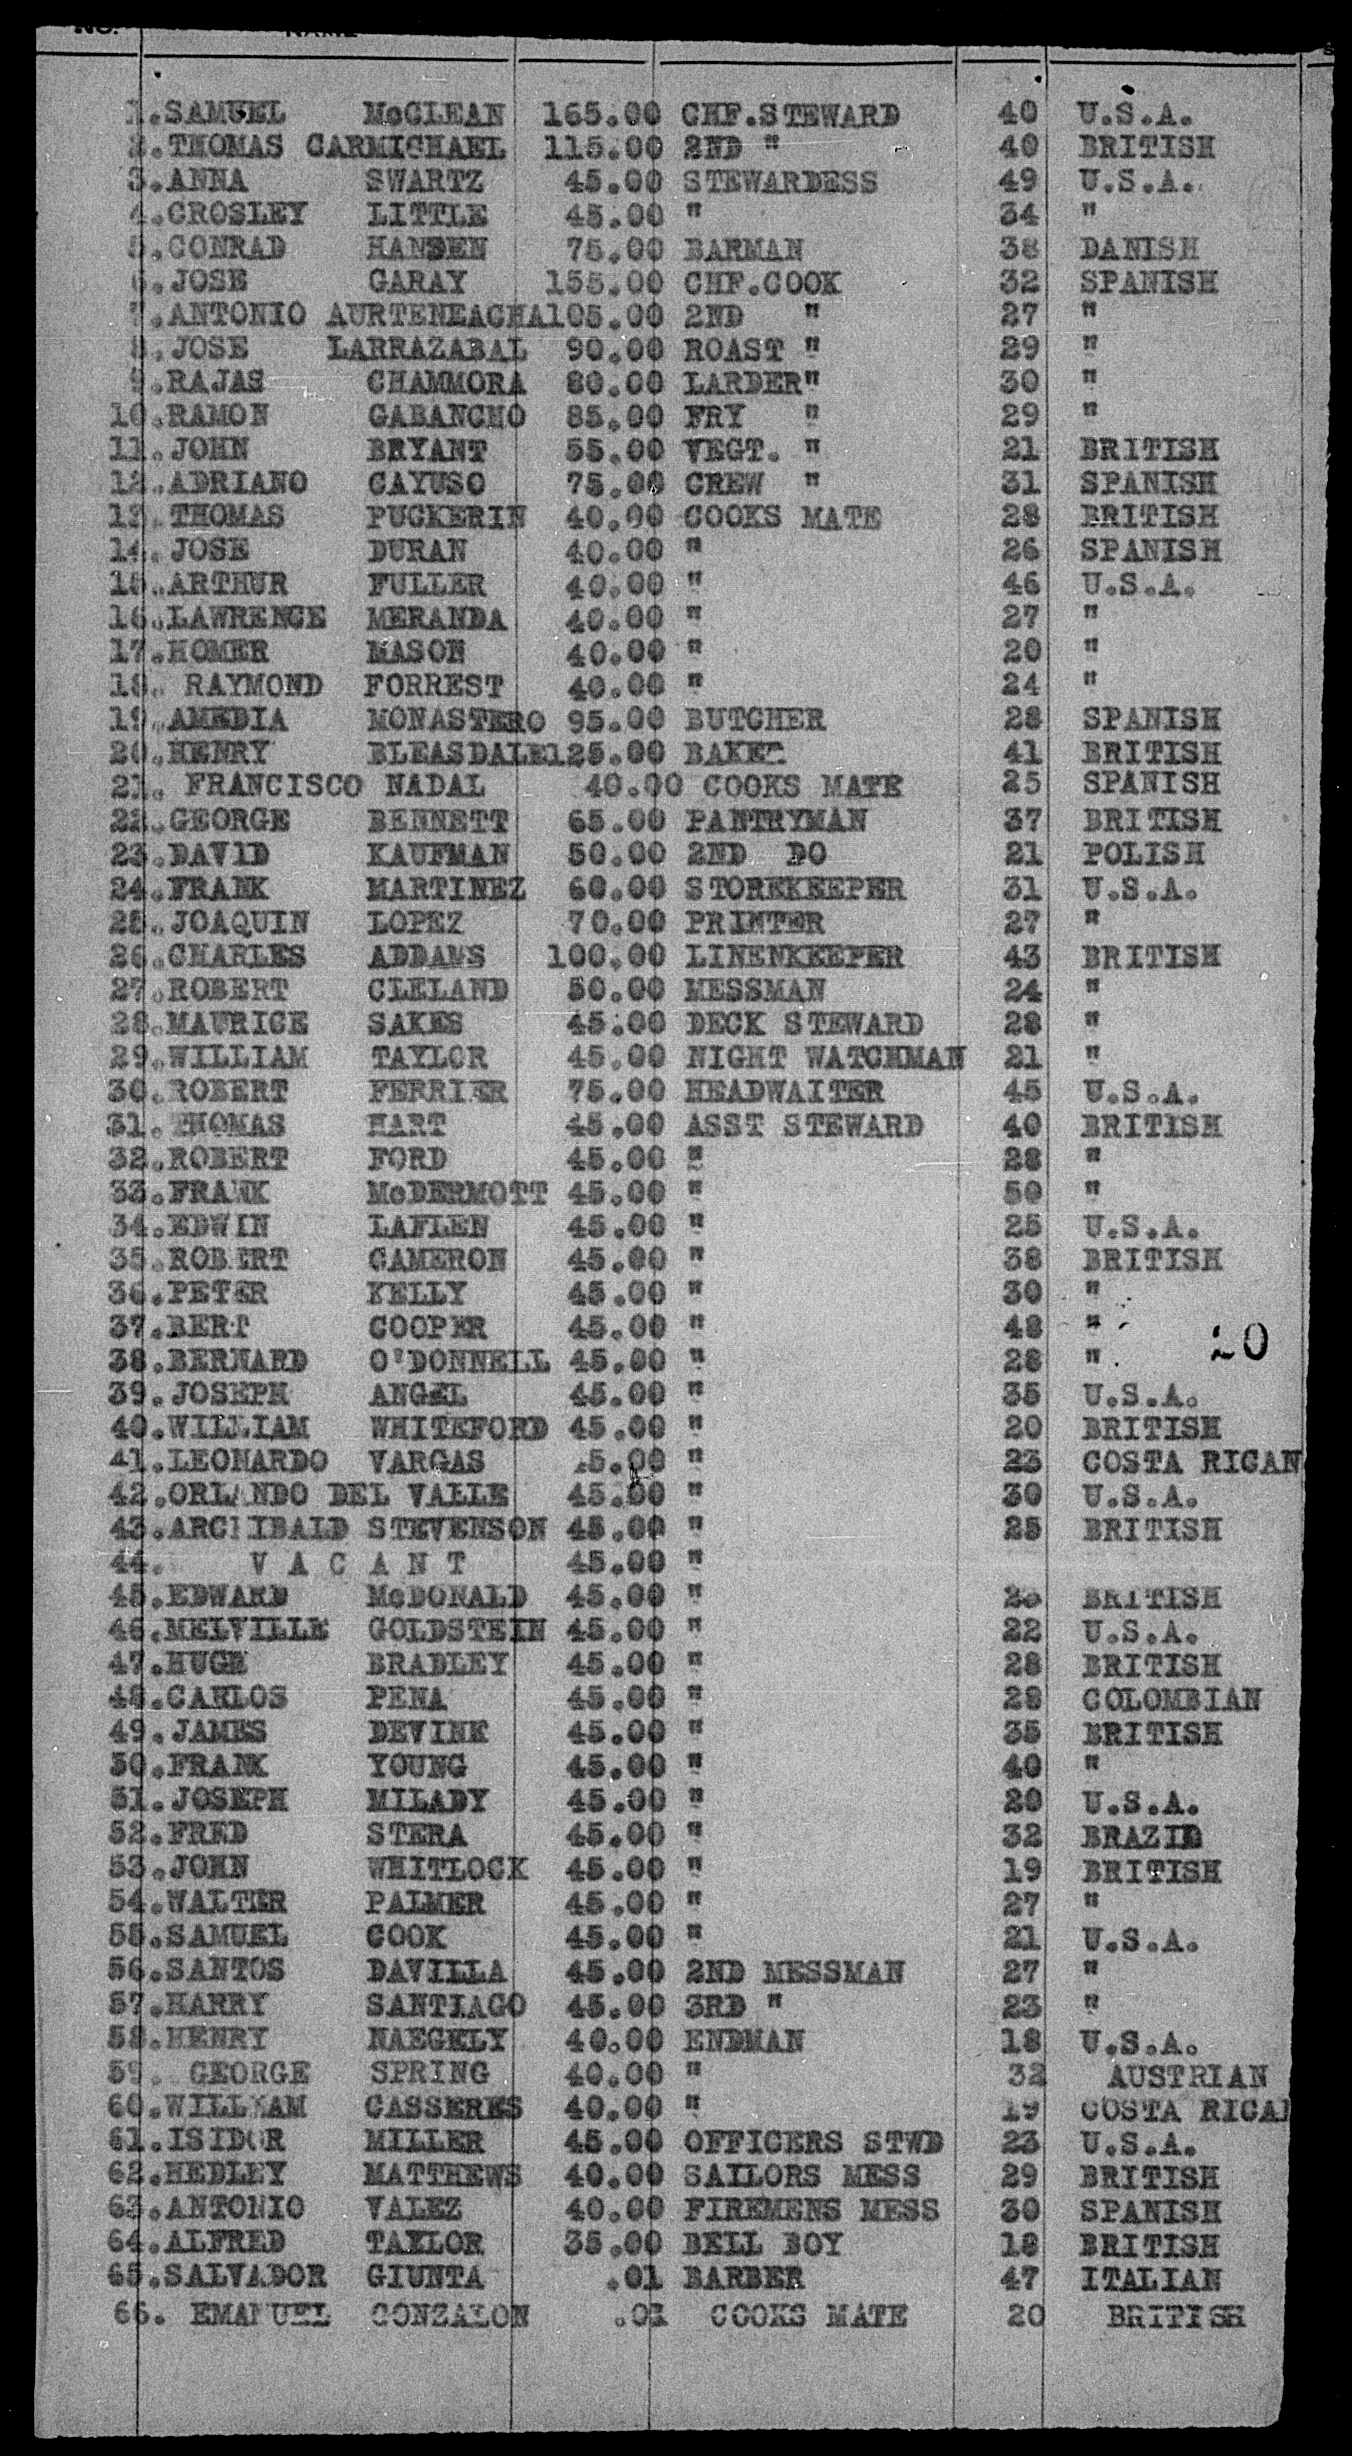 NO. NAME
1.SAMUEL McCLEAN 165.00 CHF.STEWARD 40 U.S.A.
2.THOMAS CARMICHAEL 115.00 2ND " 40 BRITISH
3.ANNA SWARTZ 45.00 STEWARDESS 49 U.S.A.
4.CROSLEY LITTLE 45.00 " 34 "
5.CONRAD HANSEN 75.00 BARMAN 38 DANISH
6.JOSE GARAY 155.00 CHF.COOK 32 SPANISH
7.ANTONIO AURTENEACHA105.00 2ND " 27 "
8.JOSE LARRAZABAL 90.00 ROAST " 29 "
9.RAJAS CHAMMORA 80.00 LARDER" 30 "
10.RAMON GABANCHO 85.00 FRY " 29 "
11.JOHN BRYANT 55.00 VEGT. " 21 BRITISH
12.ADRIANO CAYUSO 75.00 CREW " 31 SPANISH
13.THOMAS PUCKERIN 40.00 COOKS MATE 28 BRITISH
14.JOSE DURAN 40.00 " 26 SPANISH
15.ARTHUR FULLER 40.00 " 46 U.S.A.
16.LAWRENCE MERANDA 40.00 " 27 "
17.HOMER MASON 40.00 " 20 "
18. RAYMOND FORREST 40.00 " 24 "
19.AMEDIA MONASTERO 95.00 BUTCHER 28 SPANISH
20.HENRY BLEASDALE125.00 BAKER 41 BRITISH
21. FRANCISCO NADAL 40.00 COOKS MATE 25 SPANISH
22.GEORGE BENNETT 65.00 PANTRYMAN 37 BRITISH
23.DAVID KAUFMAN 50.00 2ND DO 21 POLISH
24.FRANK MARTINEZ 60.00 STOREKEEPER 31 U.S.A.
25.JOAQUIN LOPEZ 70.00 PRINTER 27 "
26.CHARLES ADDAMS 100.00 LINENKEEPER 43 BRITISH
27.ROBERT CLELAND 50.00 MESSMAN 24 "
28.MAURICE SAKES 45.00 DECK STEWARD 28 "
29.WILLIAM TAYLOR 45.00 NIGHT WATCHMAN 21 "
30.ROBERT FERRIER 75.00 HEADWAITER 45 U.S.A.
31.THOMAS HART 45.00 ASST STEWARD 40 BRITISH
32.ROBERT FORD 45.00 " 28 "
33.FRANK McDERMOTT 45.00 " 50 "
34.EDWIN LAFLEN 45.00 " 25 U.S.A.
35.ROBERT CAMERON 45.00 " 38 BRITISH
36.PETER KELLY 45.00 " 30 "
37.BERT COOPER 45.00 " 48 "
20
38.BERNARD O'DONNELL 45.00 " 28 "
39.JOSEPH ANGEL 45.00 " 35 U.S.A.
40.WILLIAM WHITEFORD 45.00 " 20 BRITISH
41.LEONARDO VARGAS 45.00 " 23 COSTA RICAN
42.ORLANDO DEL VALLE 45.00 " 30 U.S.A.
43.ARCHIBALD STEVENSON 45.00 " 25 BRITISH
44. V A C A N T 45.00 "
45.EDWARD McDONALD 45.00 " BRITISH
46.MELVILLE GOLDSTEIN 45.00 " 22 U.S.A.
47.HUGH BRADLEY 45.00 " 28 BRITISH
48.CARLOS PENA 45.00 " 28 COLOMBIAN
49.JAMES DEVINE 45.00 " 35 BRITISH
50.FRANK YOUNG 45.00 " 40 "
51.JOSEPH MILADY 45.00 " 20 U.S.A.
52.FRED STERA 45.00 " 32 BRAZIL
53.JOHN WHITLOCK 45.00 " 19 BRITISH
54.WALTER PALMER 45.00 " 27 "
55.SAMUEL COOK 45.00 " 21 U.S.A.
56.SANTOS DAVILLA 45.00 2ND MESSMAN 27 "
57.HARRY SANTIAGO 45.00 3RD " 23 "
58.HENRY NAEGELY 40.00 ENDMAN 18 U.S.A.
59. GEORGE SPRING 40.00 " 32 AUSTRIAN
60.WILLIAM CASSERES 40.00 " 19 COSTA RICAN
61.ISIDOR MILLER 45.00 OFFICERS STWD 23 U.S.A.
62.HEDLEY MATTHEWS 40.00 SAILORS MESS 29 BRITISH
63.ANTONIO VALEZ 40.00 FIREMENS MESS 30 SPANISH
64.ALFRED TAYLOR 35.00 BELL BOY 18 BRITISH
65.SALVADOR GIUNTA .01 BARBER 47 ITALIAN
66. EMANUEL GONZALON .01 COOKS MATE 20 BRITISH